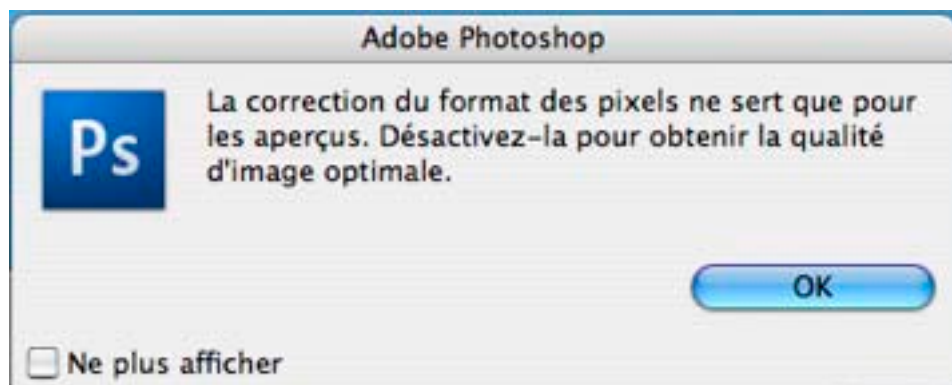 Adobe Photoshop
Ps
La correction du format des pixels ne sert que pour
les aperçus. Désactivez-la pour obtenir la qualité
d'image optimale.
OK
Ne plus afficher